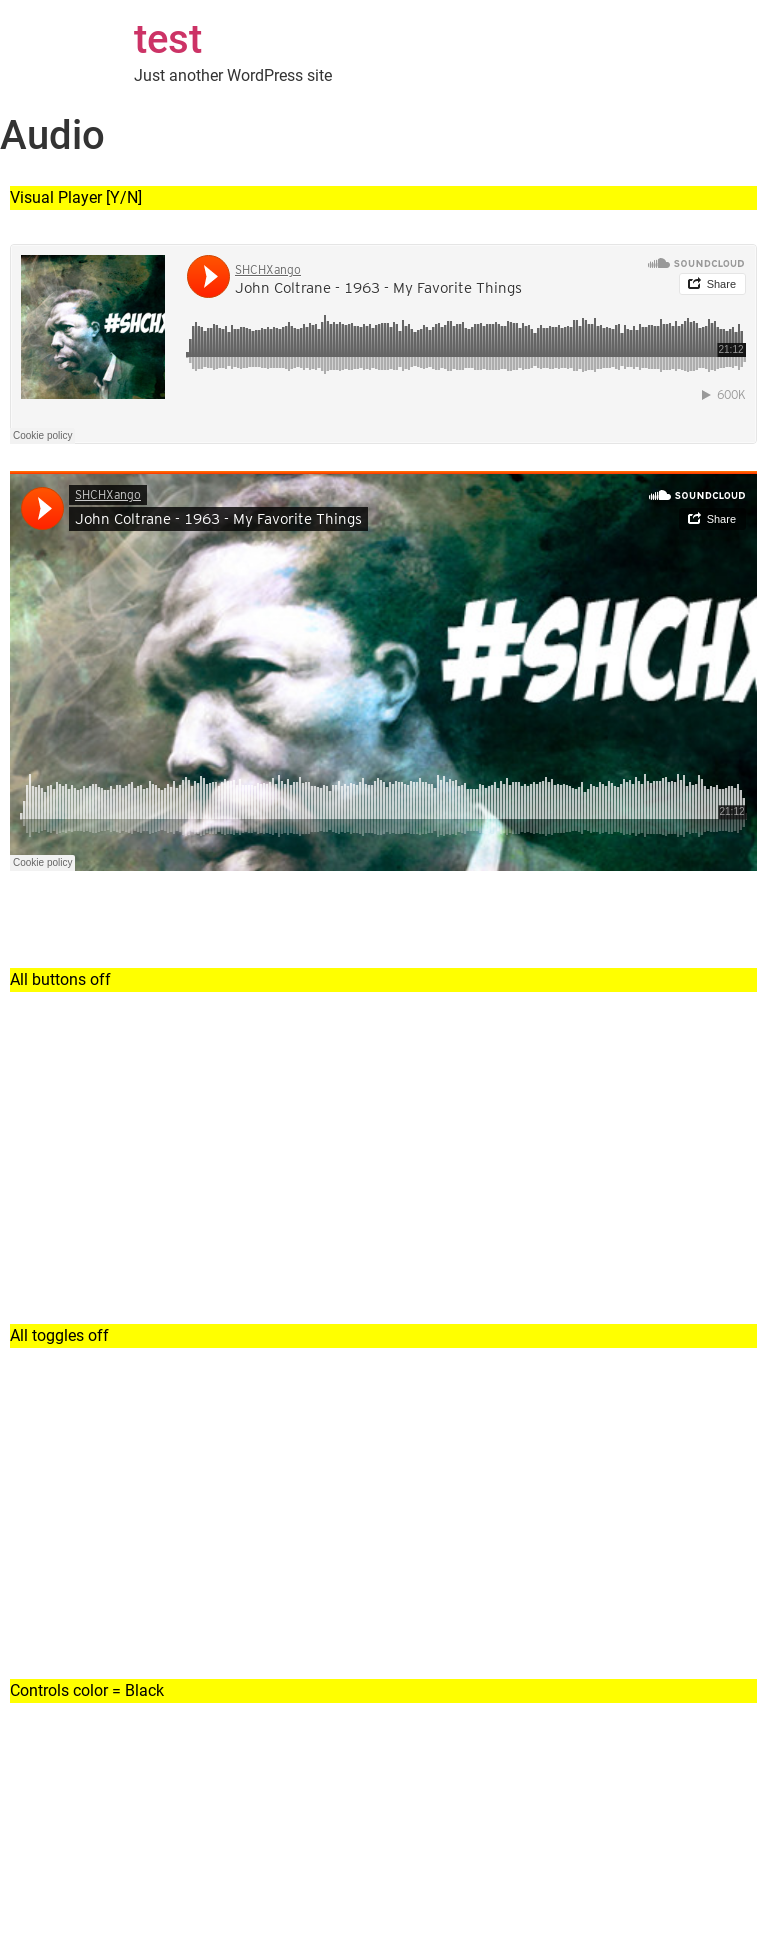 test
Just another WordPress site
Audio
Visual Player [Y/N]
SHCHXango
John Coltrane - 1963 - My Favorite Things
SOUNDCLOUD
Share
#SHCHX
21:12
600K
Cookie policy
SHCHXango
John Coltrane - 1963 - My Favorite Things
SOUNDCLOUD
Share
#SHCHX
21:12
Cookie policy
All buttons off
All toggles off
Controls color = Black